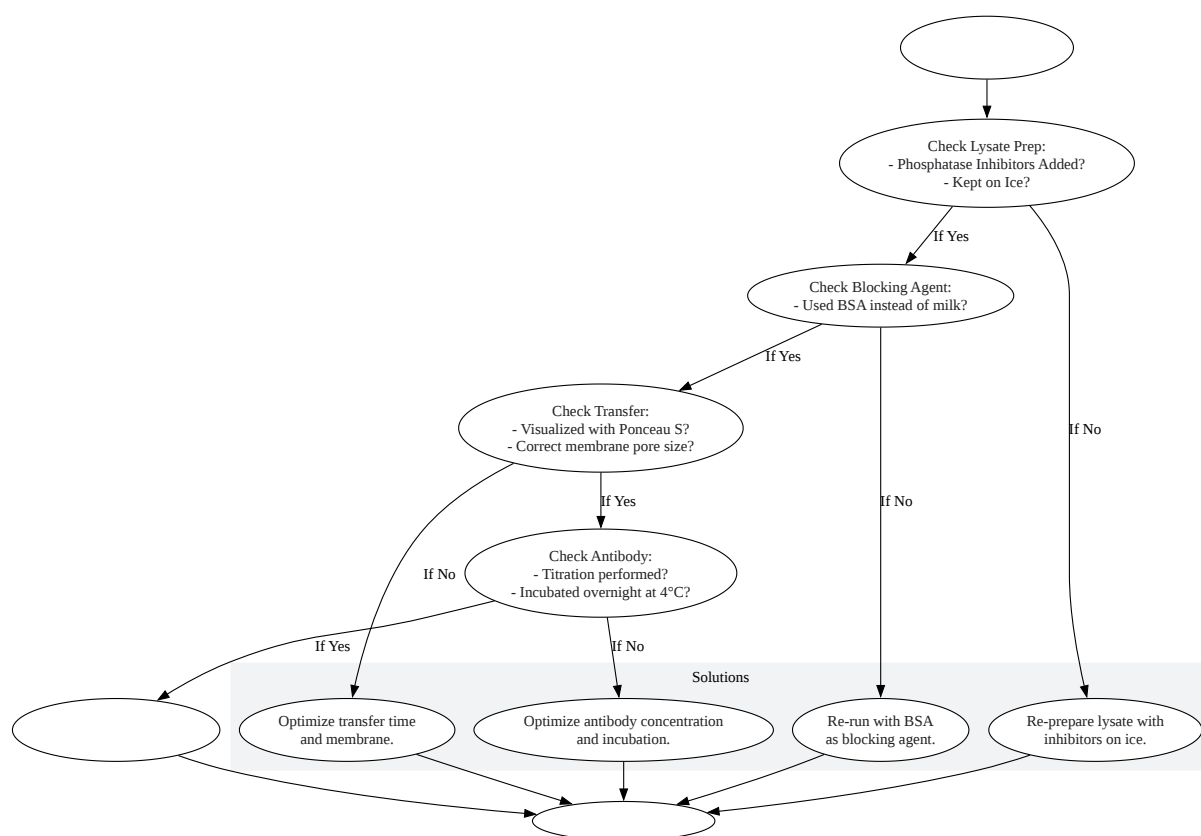 Check Lysate Prep:
- Phosphatase Inhibitors Added?
- Kept on Ice?
If Yes
Check Blocking Agent:
- Used BSA instead of milk?
If Yes
Check Transfer:
- Visualized with Ponceau S?
- Correct membrane pore size?
If No
If Yes
If No
Check Antibody:
- Titration performed?
- Incubated overnight at 4°C?
If No
If Yes
If No
Solutions
Optimize transfer time
and membrane.
Optimize antibody concentration
and incubation.
Re-run with BSA
as blocking agent.
Re-prepare lysate with
inhibitors on ice.